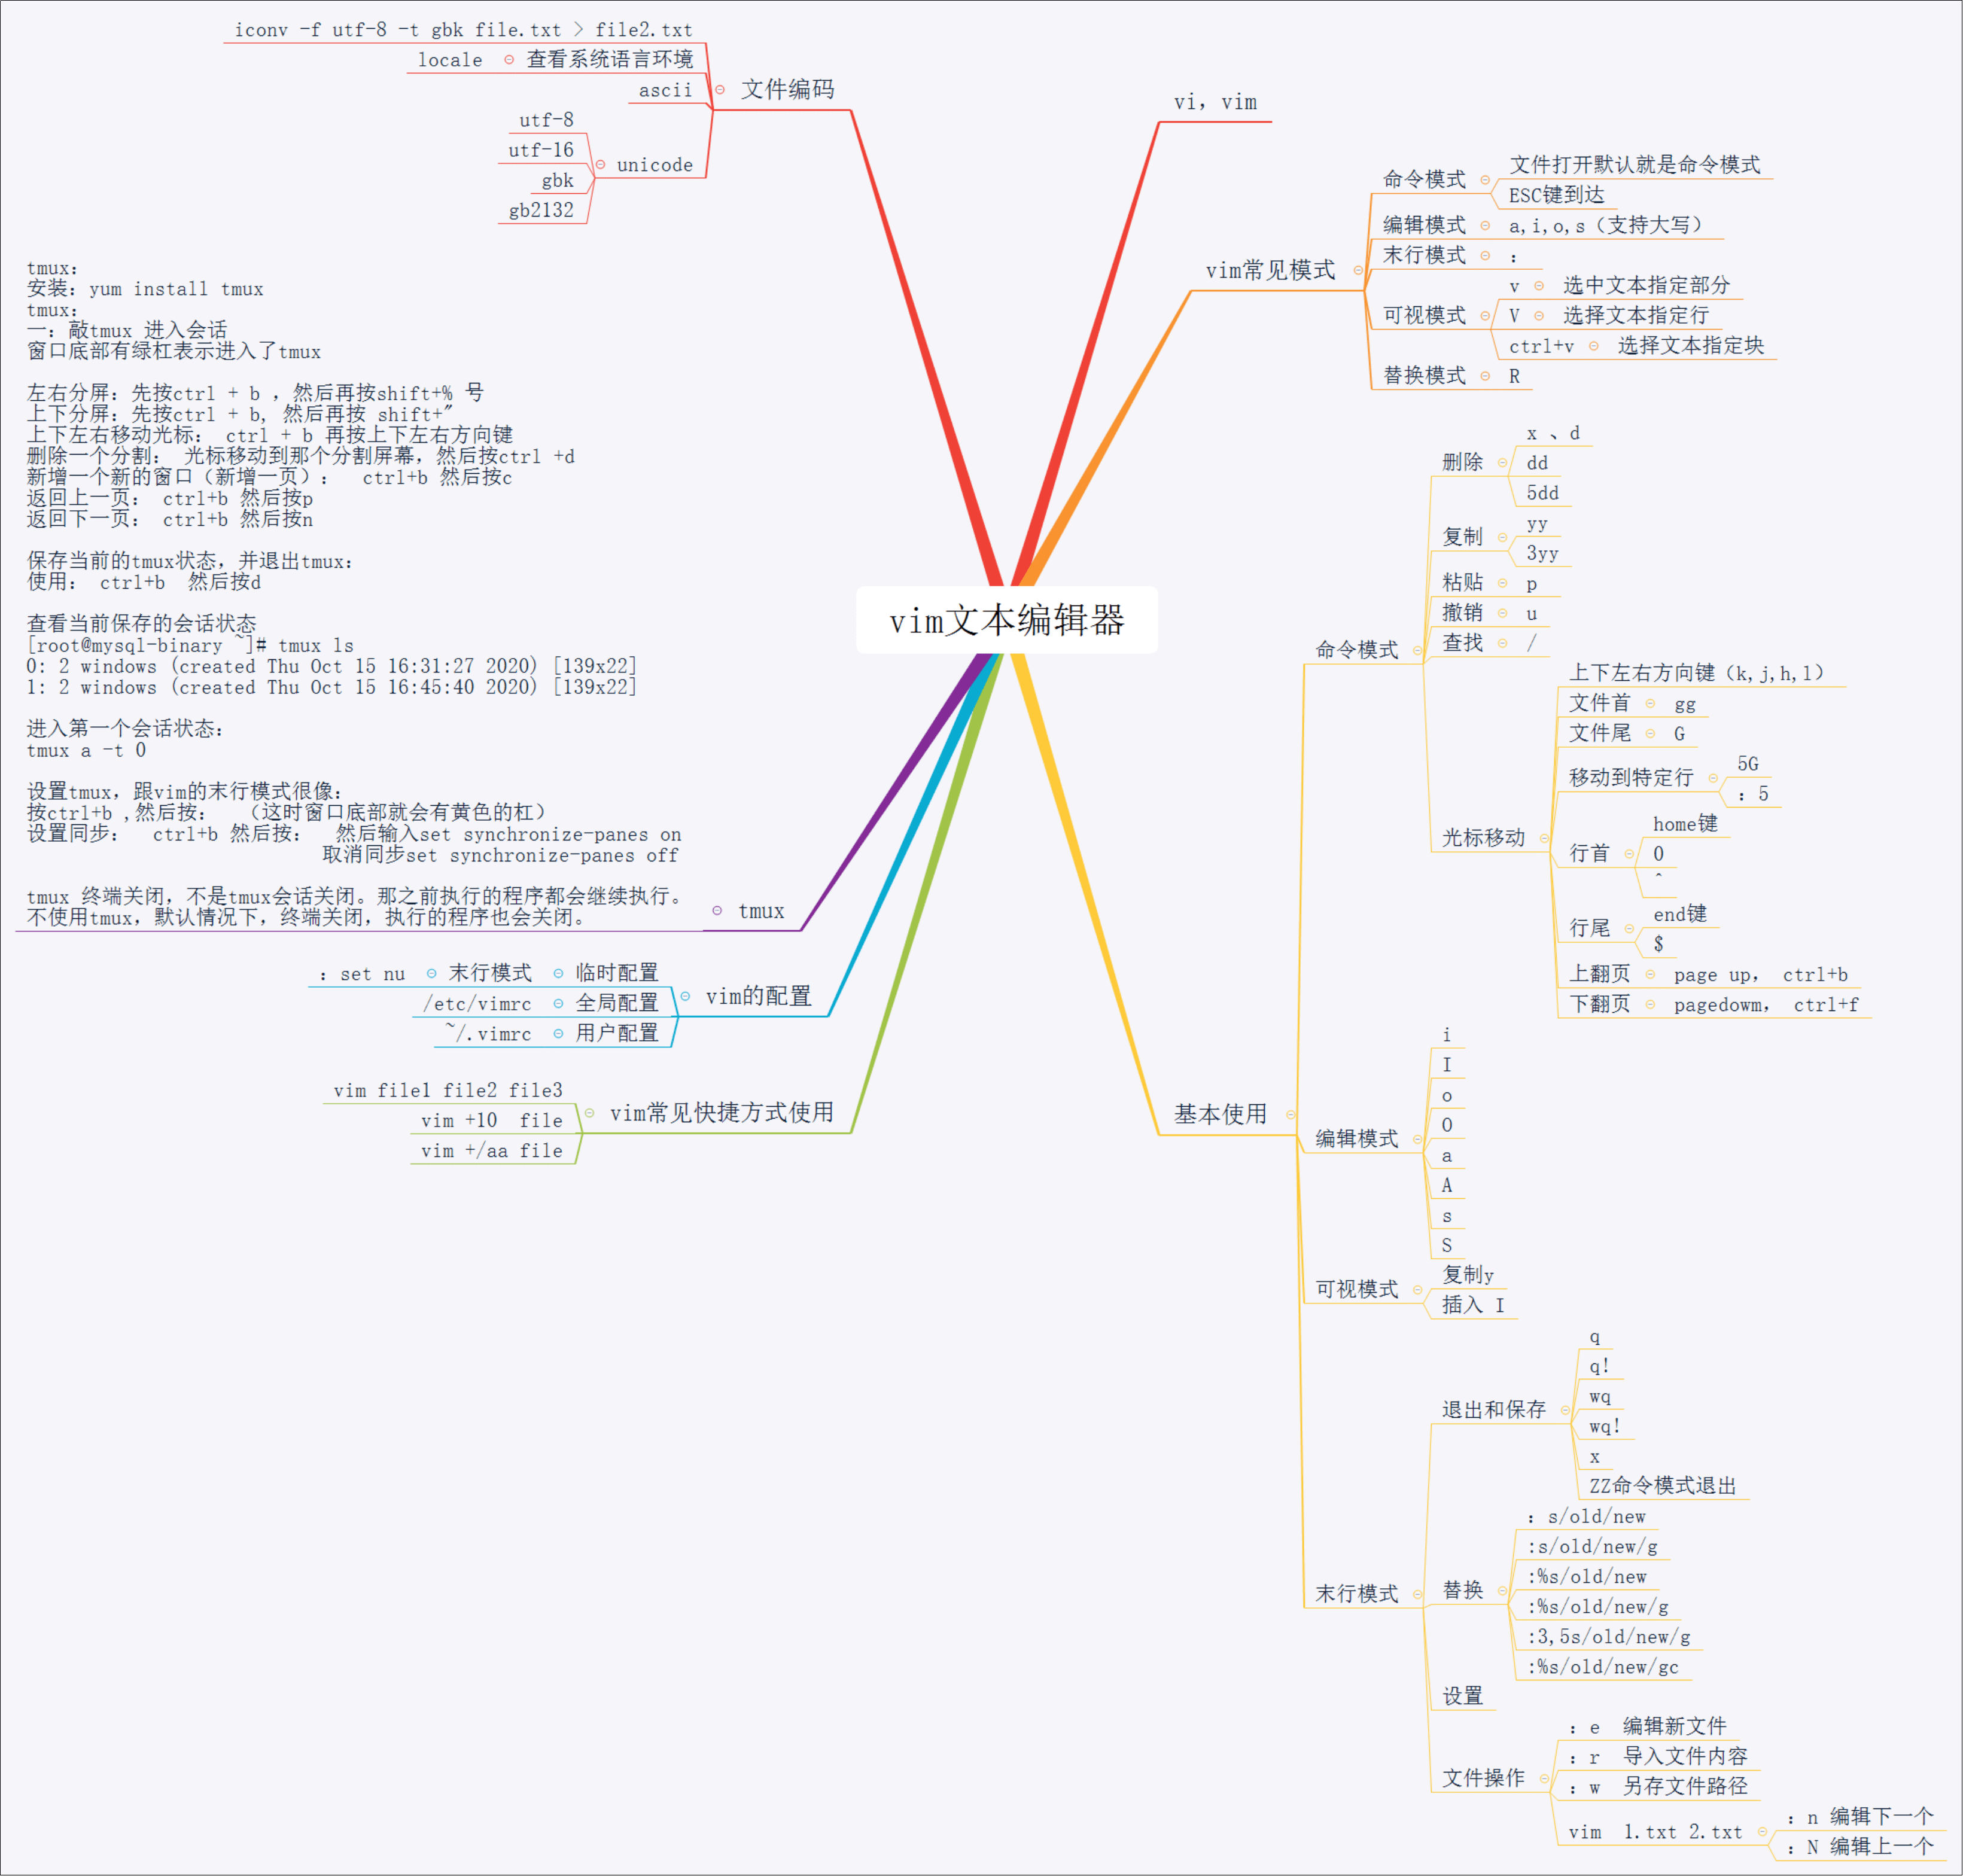 vim文本编辑器
vi，vim
vim常见模式
命令模式
文件打开默认就是命令模式
ESC键到达
编辑模式
a,i,o,s（支持大写）
末行模式
：
可视模式
v
选中文本指定部分
V
选择文本指定行
ctrl+v
选择文本指定块
替换模式
R
基本使用
命令模式
删除
x 、d
dd
5dd
复制
yy
3yy
粘贴
p
撤销
u
查找
/
光标移动
上下左右方向键（k,j,h,l）
文件首
gg
文件尾
G
移动到特定行
5G
：5
行首
home键
0
^
行尾
end键
$
上翻页
page up， ctrl+b
下翻页
pagedowm， ctrl+f
编辑模式
i
I
o
O
a
A
s
S
可视模式
复制y
插入 I
末行模式
退出和保存
q
q!
wq
wq!
x
ZZ命令模式退出
替换
：s/old/new
:s/old/new/g
:%s/old/new
:%s/old/new/g
:3,5s/old/new/g
:%s/old/new/gc
设置
文件操作
：e 编辑新文件
：r 导入文件内容
：w 另存文件路径
vim 1.txt 2.txt
：n 编辑下一个
：N 编辑上一个
文件编码
iconv -f utf-8 -t gbk file.txt > file2.txt
locale
查看系统语言环境
ascii
unicode
utf-8
utf-16
gbk
gb2132
tmux
tmux：
安装：yum install tmux
tmux：
一：敲tmux 进入会话
窗口底部有绿杠表示进入了tmux
左右分屏：先按ctrl + b ，然后再按shift+% 号
上下分屏：先按ctrl + b, 然后再按 shift+"
上下左右移动光标： ctrl + b 再按上下左右方向键
删除一个分割： 光标移动到那个分割屏幕，然后按ctrl +d
新增一个新的窗口（新增一页）： ctrl+b 然后按c
返回上一页： ctrl+b 然后按p
返回下一页： ctrl+b 然后按n
保存当前的tmux状态，并退出tmux：
使用： ctrl+b 然后按d
查看当前保存的会话状态
[root@mysql-binary ~]# tmux ls
0: 2 windows (created Thu Oct 15 16:31:27 2020) [139x22]
1: 2 windows (created Thu Oct 15 16:45:40 2020) [139x22]
进入第一个会话状态：
tmux a -t 0
设置tmux，跟vim的末行模式很像：
按ctrl+b ,然后按： （这时窗口底部就会有黄色的杠）
设置同步： ctrl+b 然后按： 然后输入set synchronize-panes on
取消同步set synchronize-panes off
tmux 终端关闭，不是tmux会话关闭。那之前执行的程序都会继续执行。
不使用tmux，默认情况下，终端关闭，执行的程序也会关闭。
vim的配置
临时配置
末行模式
：set nu
全局配置
/etc/vimrc
用户配置
~/.vimrc
vim常见快捷方式使用
vim file1 file2 file3
vim +10 file
vim +/aa file